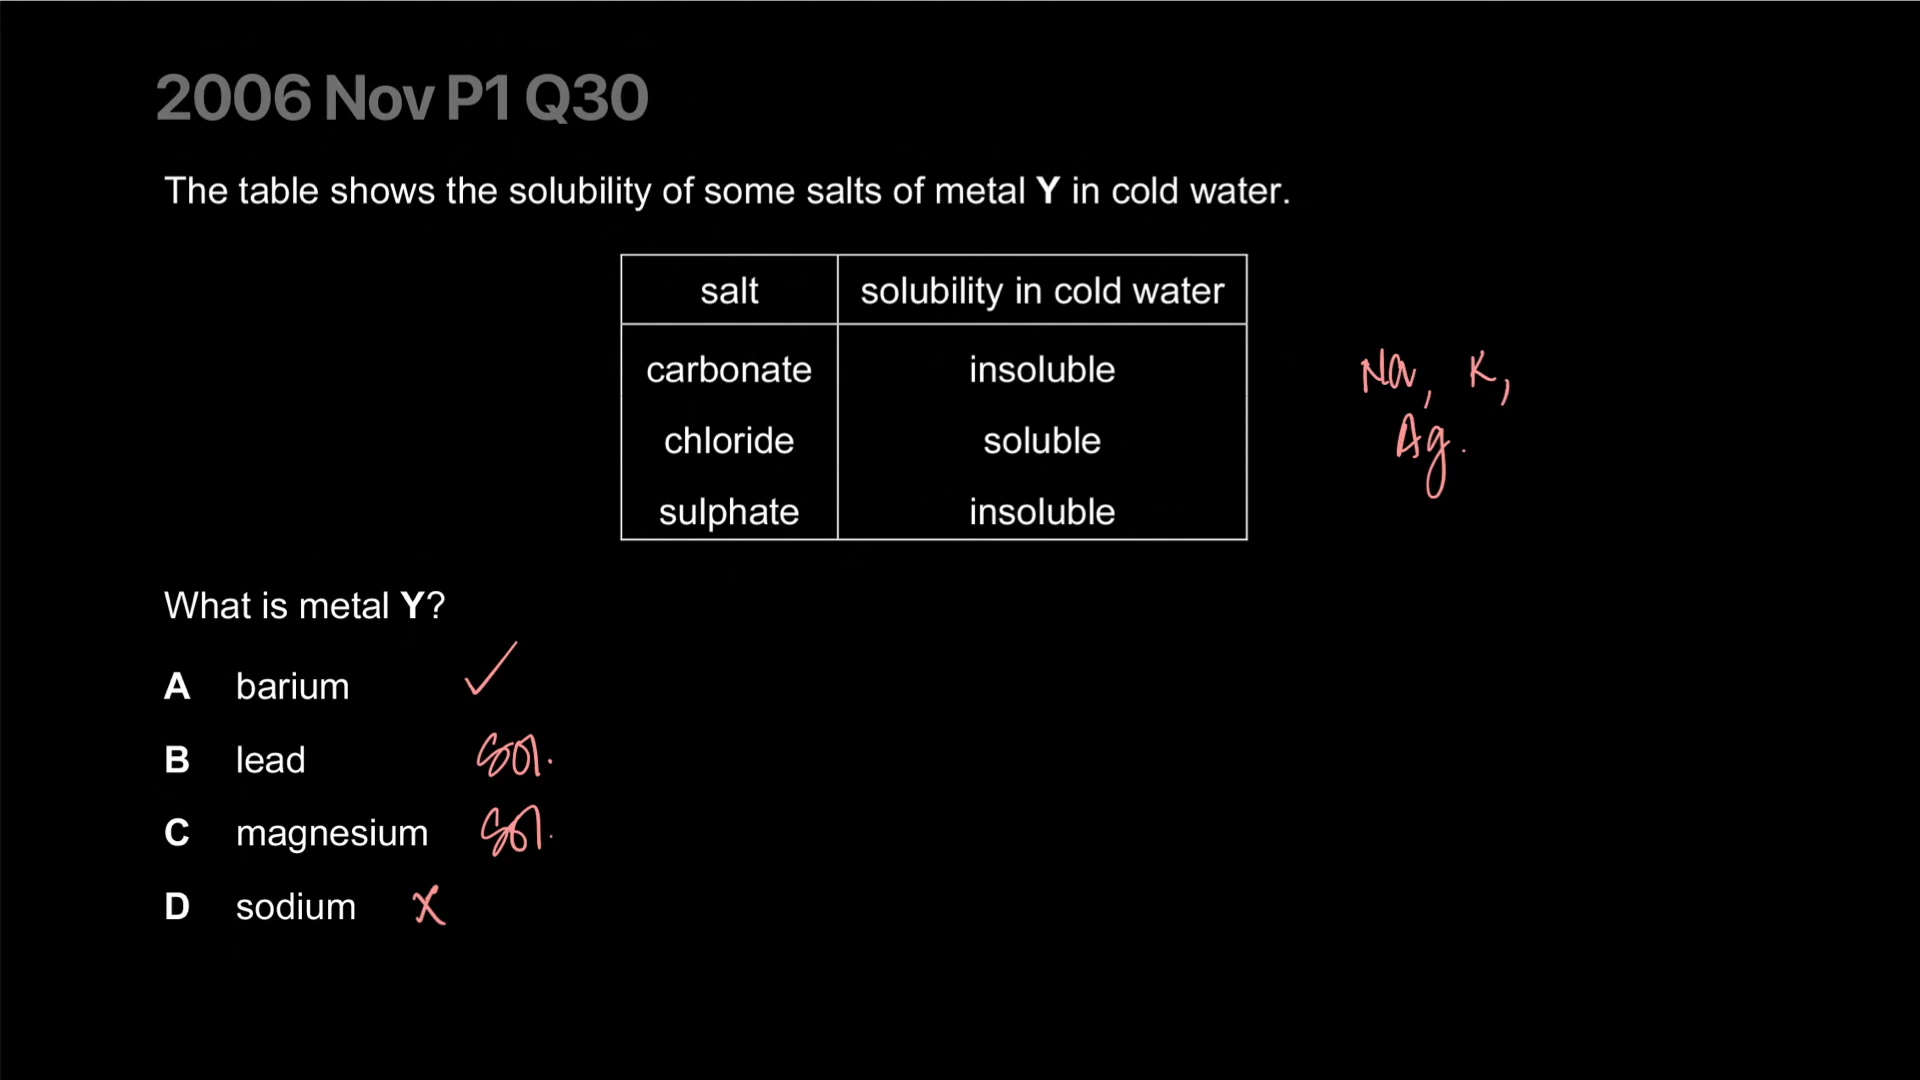 2006 Nov P1 Q30
The table shows the solubility of some salts of metal Y in cold water.
salt solubility in cold water
carbonate insoluble
chloride soluble
sulphate insoluble
Na, K,
Ag.
What is metal Y?
A barium ✓
B lead sol.
C magnesium sol.
D sodium x